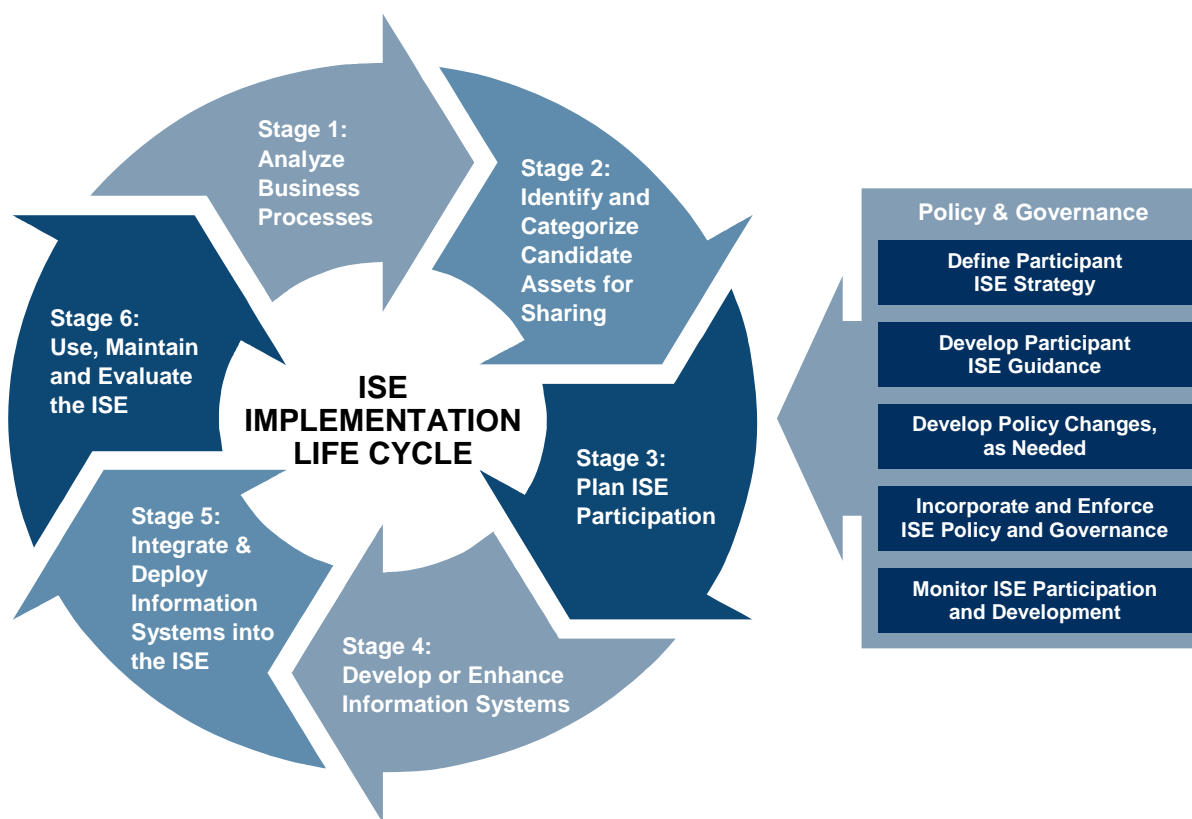 Stage 1:
Analyze
Business
Processes
Stage 2:
Identify and
Categorize
Candidate
Assets for
Sharing
Stage 3:
Plan ISE
Participation
Stage 4:
Develop or Enhance
Information Systems
Stage 5:
Integrate &
Deploy
Information
Systems into
the ISE
Stage 6:
Use, Maintain
and Evaluate
the ISE
ISE
IMPLEMENTATION
LIFE CYCLE
Policy & Governance
Define Participant
ISE Strategy
Develop Participant
ISE Guidance
Develop Policy Changes,
as Needed
Incorporate and Enforce
ISE Policy and Governance
Monitor ISE Participation
and Development